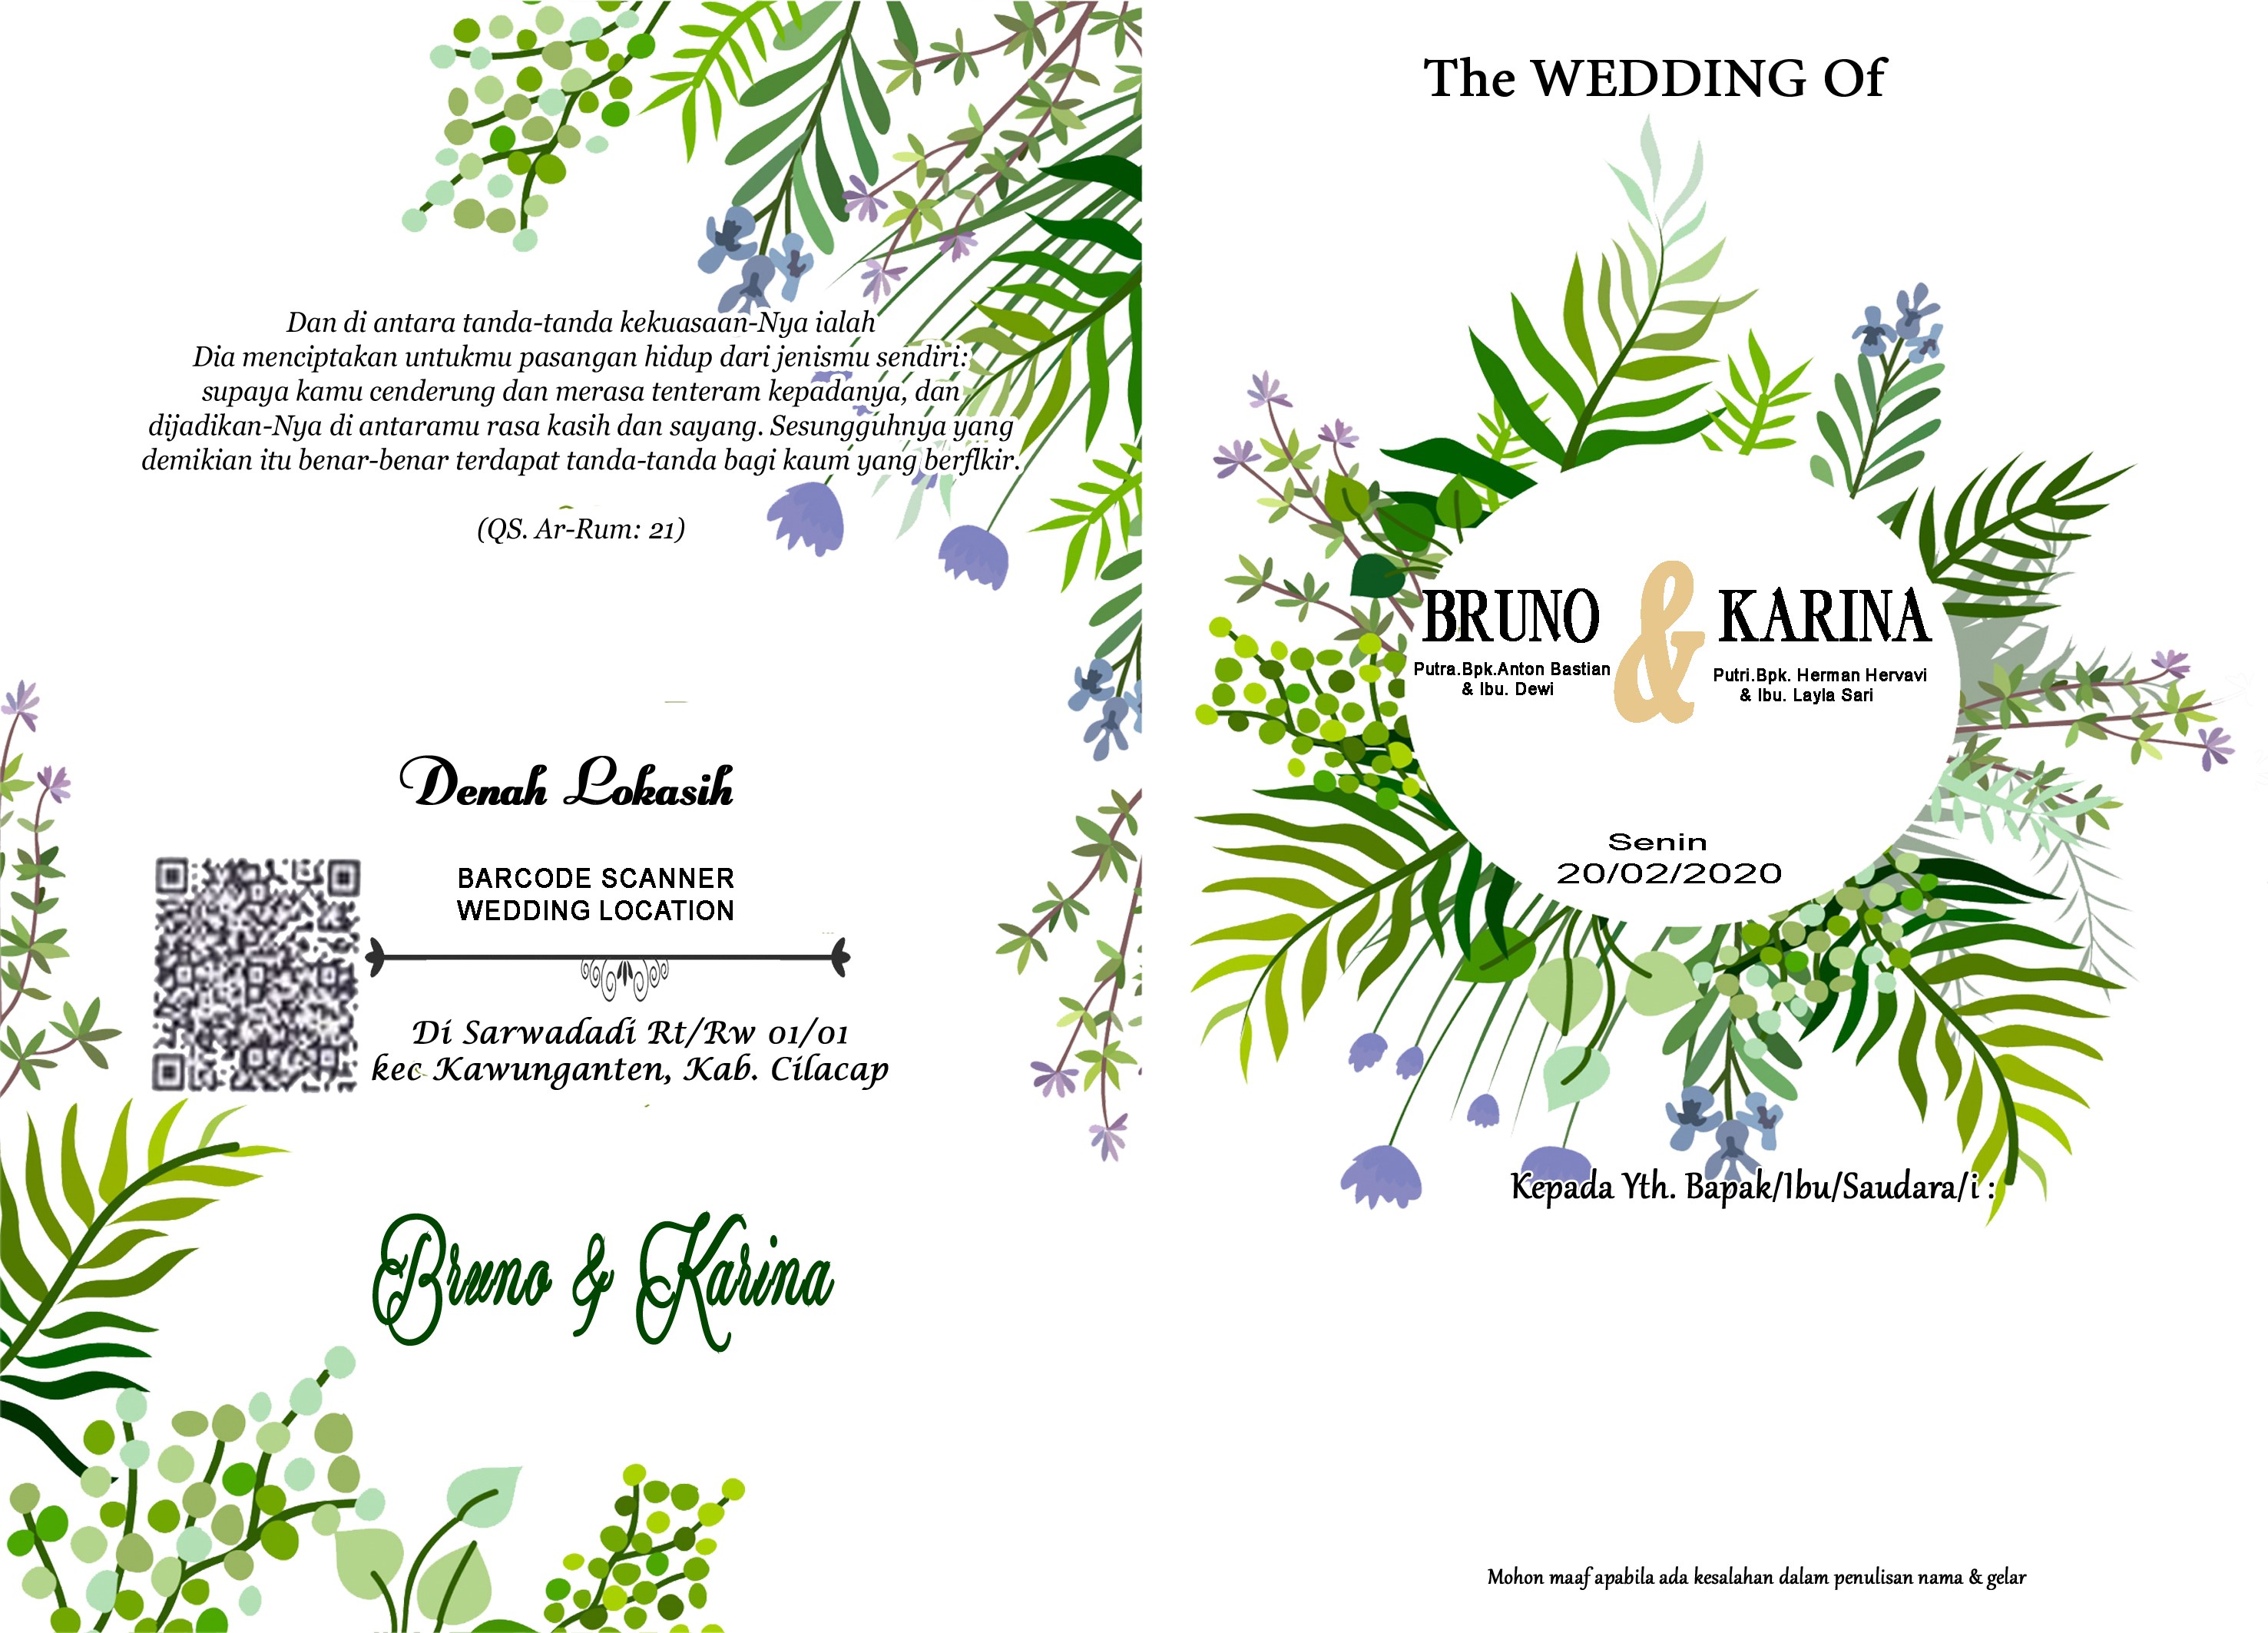 Dan di antara tanda-tanda kekuasaan-Nya ialah
Dia menciptakan untukmu pasangan hidup dari jenismu sendiri:
supaya kamu cenderung dan merasa tenteram kepadanya, dan
dijadikan-Nya di antaramu rasa kasih dan sayang. Sesungguhnya yang
demikian itu benar-benar terdapat tanda-tanda bagi kaum yang berflkir.
(QS. Ar-Rum: 21)
Denah Lokasih
BARCODE SCANNER
WEDDING LOCATION
Di Sarwadadi Rt/Rw 01/01
kec Kawunganten, Kab. Cilacap
Bruno & Karina
The WEDDING Of
BRUNO & KARINA
Putra.Bpk.Anton Bastian
& Ibu. Dewi
Putri.Bpk. Herman Hervavi
& Ibu. Layla Sari
Senin
20/02/2020
Kepada Yth. Bapak/Ibu/Saudara/i :
Mohon maaf apabila ada kesalahan dalam penulisan nama & gelar